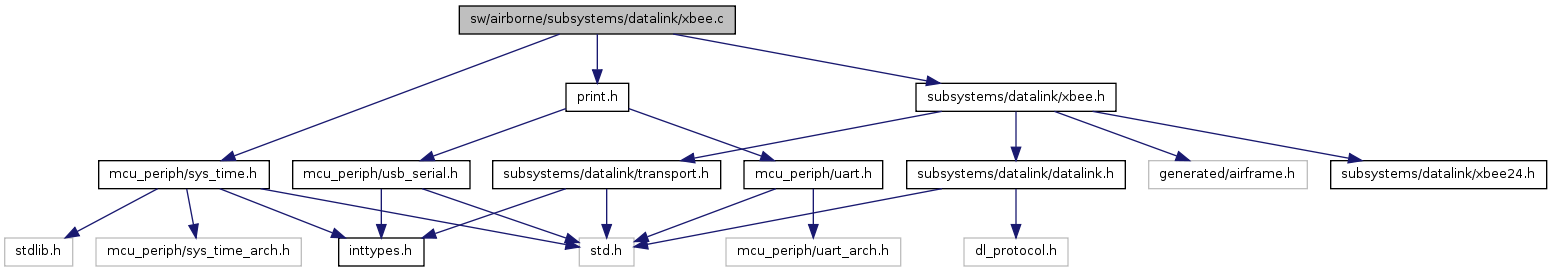 sw/airborne/subsystems/datalink/xbee.c
print.h
subsystems/datalink/xbee.h
mcu_periph/sys_time.h
mcu_periph/usb_serial.h
subsystems/datalink/transport.h
mcu_periph/uart.h
subsystems/datalink/datalink.h
generated/airframe.h
subsystems/datalink/xbee24.h
stdlib.h
mcu_periph/sys_time_arch.h
inttypes.h
std.h
mcu_periph/uart_arch.h
dl_protocol.h